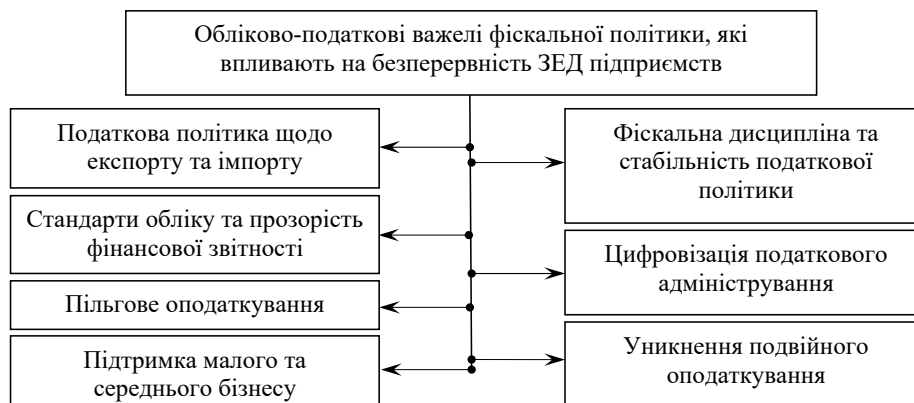 Обліково-податкові важелі фіскальної політики, які
впливають на безперервність ЗЕД підприємств
Податкова політика щодо
експорту та імпорту
Стандарти обліку та прозорість
фінансової звітності
Пільгове оподаткування
Підтримка малого та
середнього бізнесу
Фіскальна дисципліна та
стабільність податкової
політики
Цифровізація податкового
адміністрування
Уникнення подвійного
оподаткування